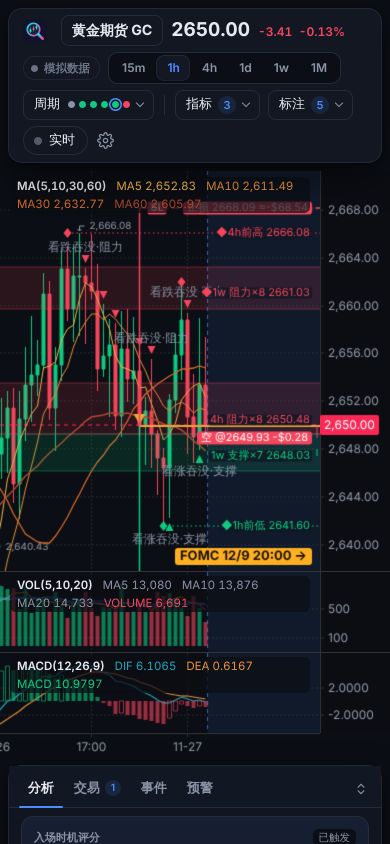 黄金期货 GC 2650.00 -3.41 -0.13%
模拟数据 15m 1h 4h 1d 1w 1M
周期 指标 3 标注 5
实时
MA(5,10,30,60) MA5 2,652.83 MA10 2,611.49
MA30 2,632.77 MA60 2,605.97
2668.09 ≈-$68.54
2,668.00
2,666.08
4h前高 2666.08
看跌吞没·阻力
2,664.00
看跌吞没
1w 阻力×8 2661.03
2,660.00
看跌吞没·阻力
2,656.00
2,652.00
4h 阻力×8 2650.48
2,650.00
空 @2649.93 -$0.28
1w 支撑×7 2648.03
2,648.00
看涨吞没·支撑
2,644.00
1h前低 2641.60
看涨吞没·支撑
2,640.43
2,640.00
FOMC 12/9 20:00 →
VOL(5,10,20) MA5 13,080 MA10 13,876
MA20 14,733 VOLUME 6,691
500
100
MACD(12,26,9) DIF 6.1065 DEA 0.6167
MACD 10.9797
2.0000
-2.0000
26 17:00 11-27
分析 交易 1 事件 预警
入场时机评分 已触发